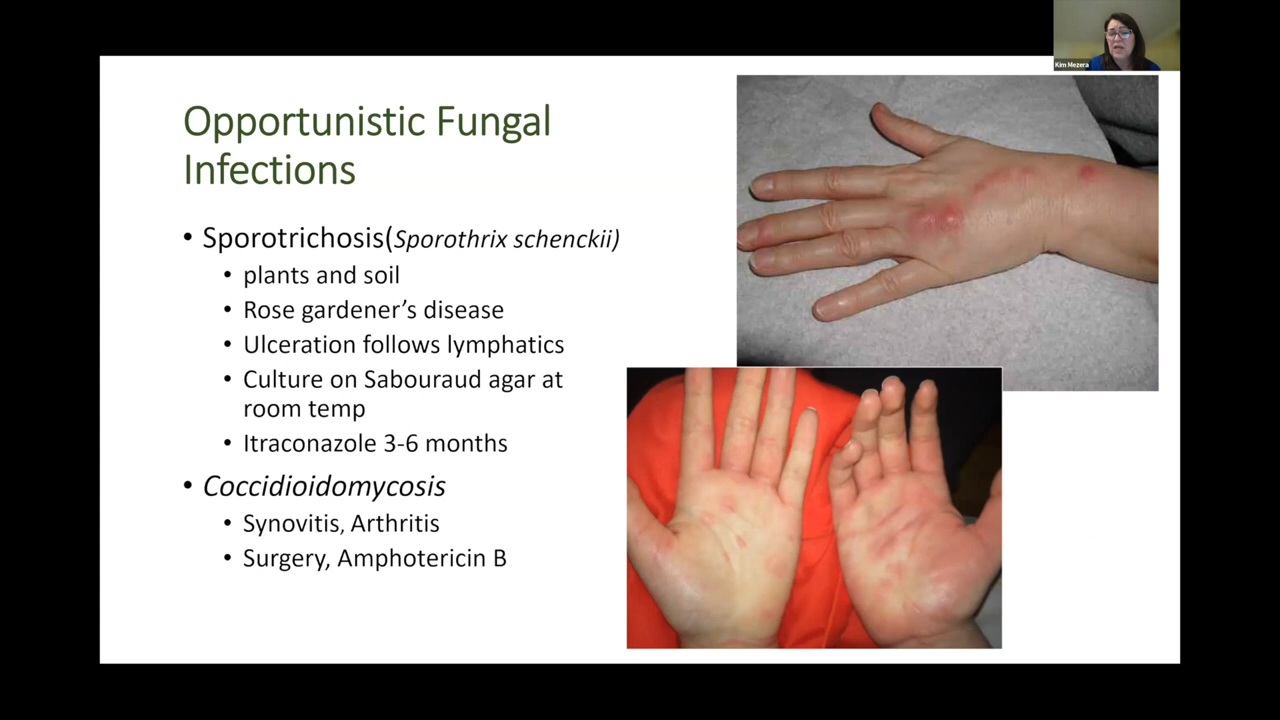 Kim Mezera
Opportunistic Fungal
Infections
• Sporotrichosis(Sporothrix schenckii)
• plants and soil
• Rose gardener’s disease
• Ulceration follows lymphatics
• Culture on Sabouraud agar at
room temp
• Itraconazole 3-6 months
• Coccidioidomycosis
• Synovitis, Arthritis
• Surgery, Amphotericin B